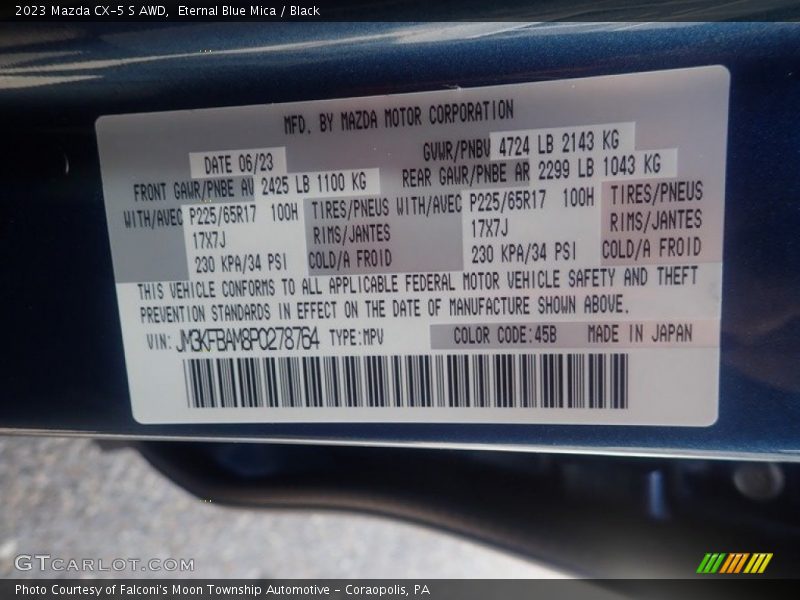 2023 Mazda CX-5 S AWD, Eternal Blue Mica / Black
MFD. BY MAZDA MOTOR CORPORATION
DATE 06/23 GVWR/PNBV 4724 LB 2143 KG
FRONT GAWR/PNBE AV 2425 LB 1100 KG REAR GAWR/PNBE AR 2299 LB 1043 KG
WITH/AVEC P225/65R17 100H TIRES/PNEUS WITH/AVEC P225/65R17 100H TIRES/PNEUS
17X7J RIMS/JANTES 17X7J RIMS/JANTES
230 KPA/34 PSI COLD/A FROID 230 KPA/34 PSI COLD/A FROID
THIS VEHICLE CONFORMS TO ALL APPLICABLE FEDERAL MOTOR VEHICLE SAFETY AND THEFT
PREVENTION STANDARDS IN EFFECT ON THE DATE OF MANUFACTURE SHOWN ABOVE.
VIN: JM3KFBAM8P0278764 TYPE:MPV COLOR CODE:45B MADE IN JAPAN
GTCARLOT.COM
Photo Courtesy of Falconi's Moon Township Automotive - Coraopolis, PA